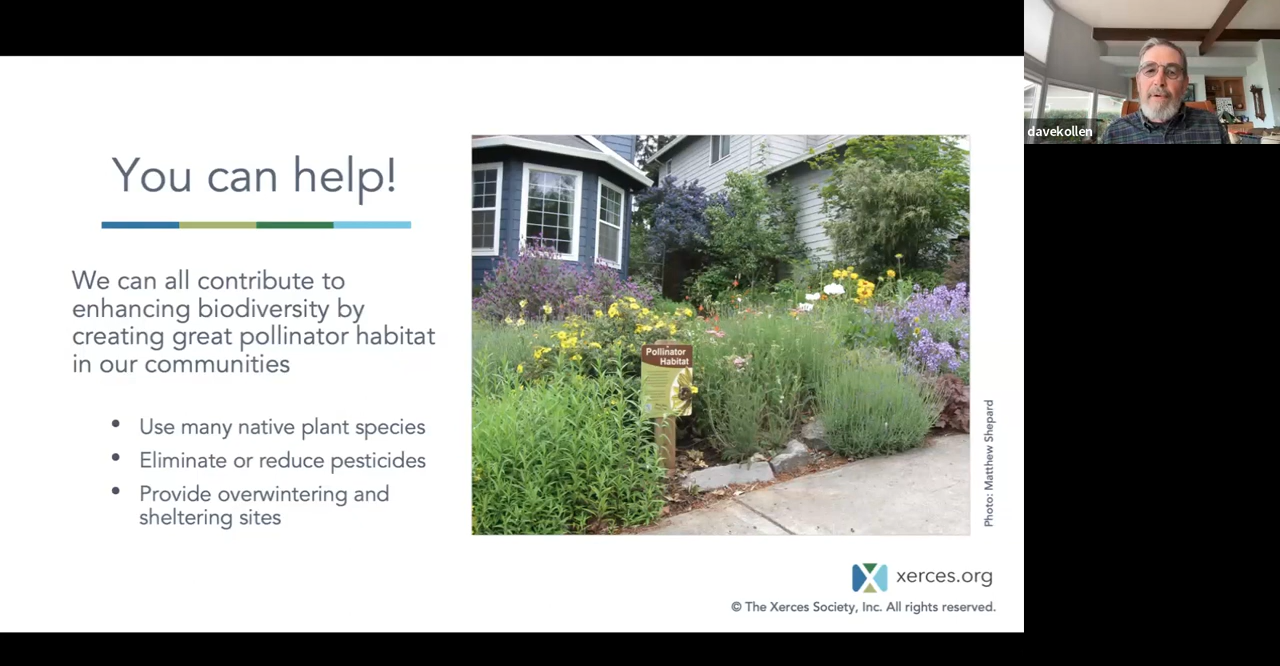 You can help!
We can all contribute to
enhancing biodiversity by
creating great pollinator habitat
in our communities
• Use many native plant species
• Eliminate or reduce pesticides
• Provide overwintering and
sheltering sites
Pollinator
Habitat
Photo: Matthew Shepard
xerces.org
© The Xerces Society, Inc. All rights reserved.
davekollen